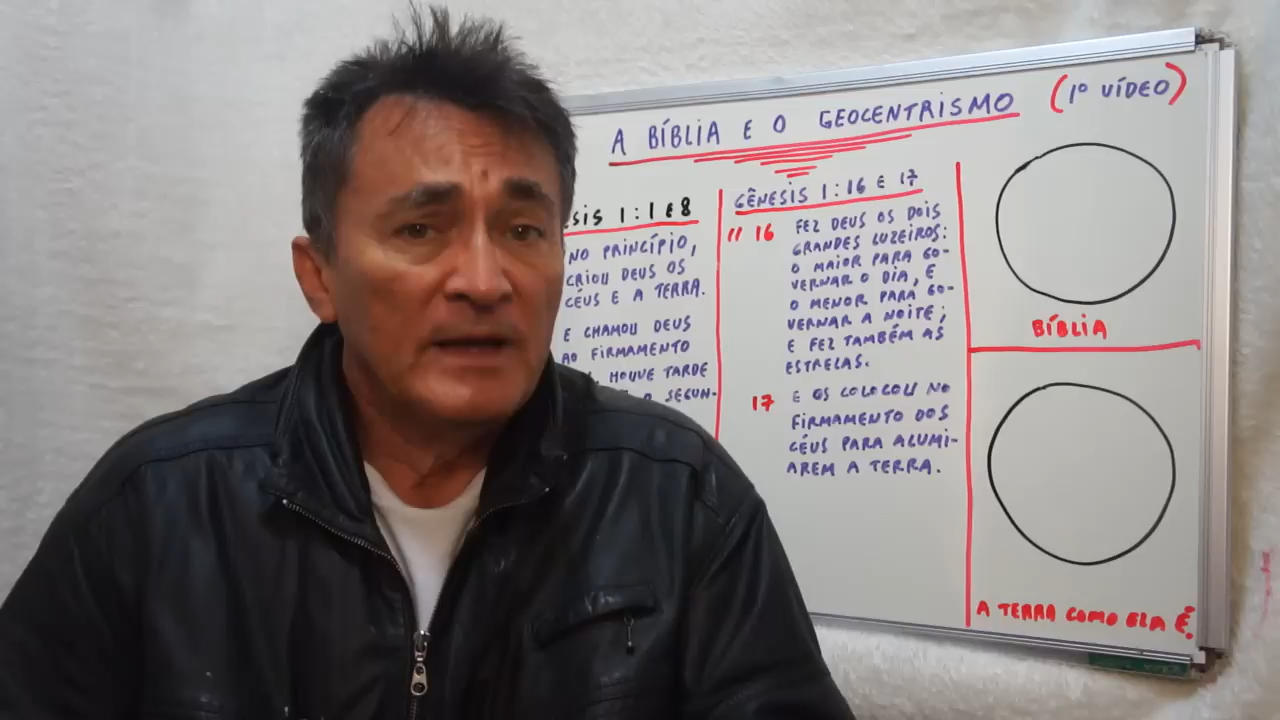 A BÍBLIA E O GEOCENTRISMO (1º VÍDEO)
SIS 1:1 E 8
NO PRINCÍPIO,
CRIOU DEUS OS
CÉUS E A TERRA.
E CHAMOU DEUS
AO FIRMAMENTO
HOUVE TARDE
O SEGUN-
GÊNESIS 1:16 E 17
16 FEZ DEUS OS DOIS
GRANDES LUZEIROS:
O MAIOR PARA GO-
VERNAR O DIA, E
O MENOR PARA GO-
VERNAR A NOITE;
E FEZ TAMBÉM AS
ESTRELAS.
17 E OS COLOCOU NO
FIRMAMENTO DOS
CÉUS PARA ALUMI-
AREM A TERRA.
BÍBLIA
A TERRA COMO ELA É.